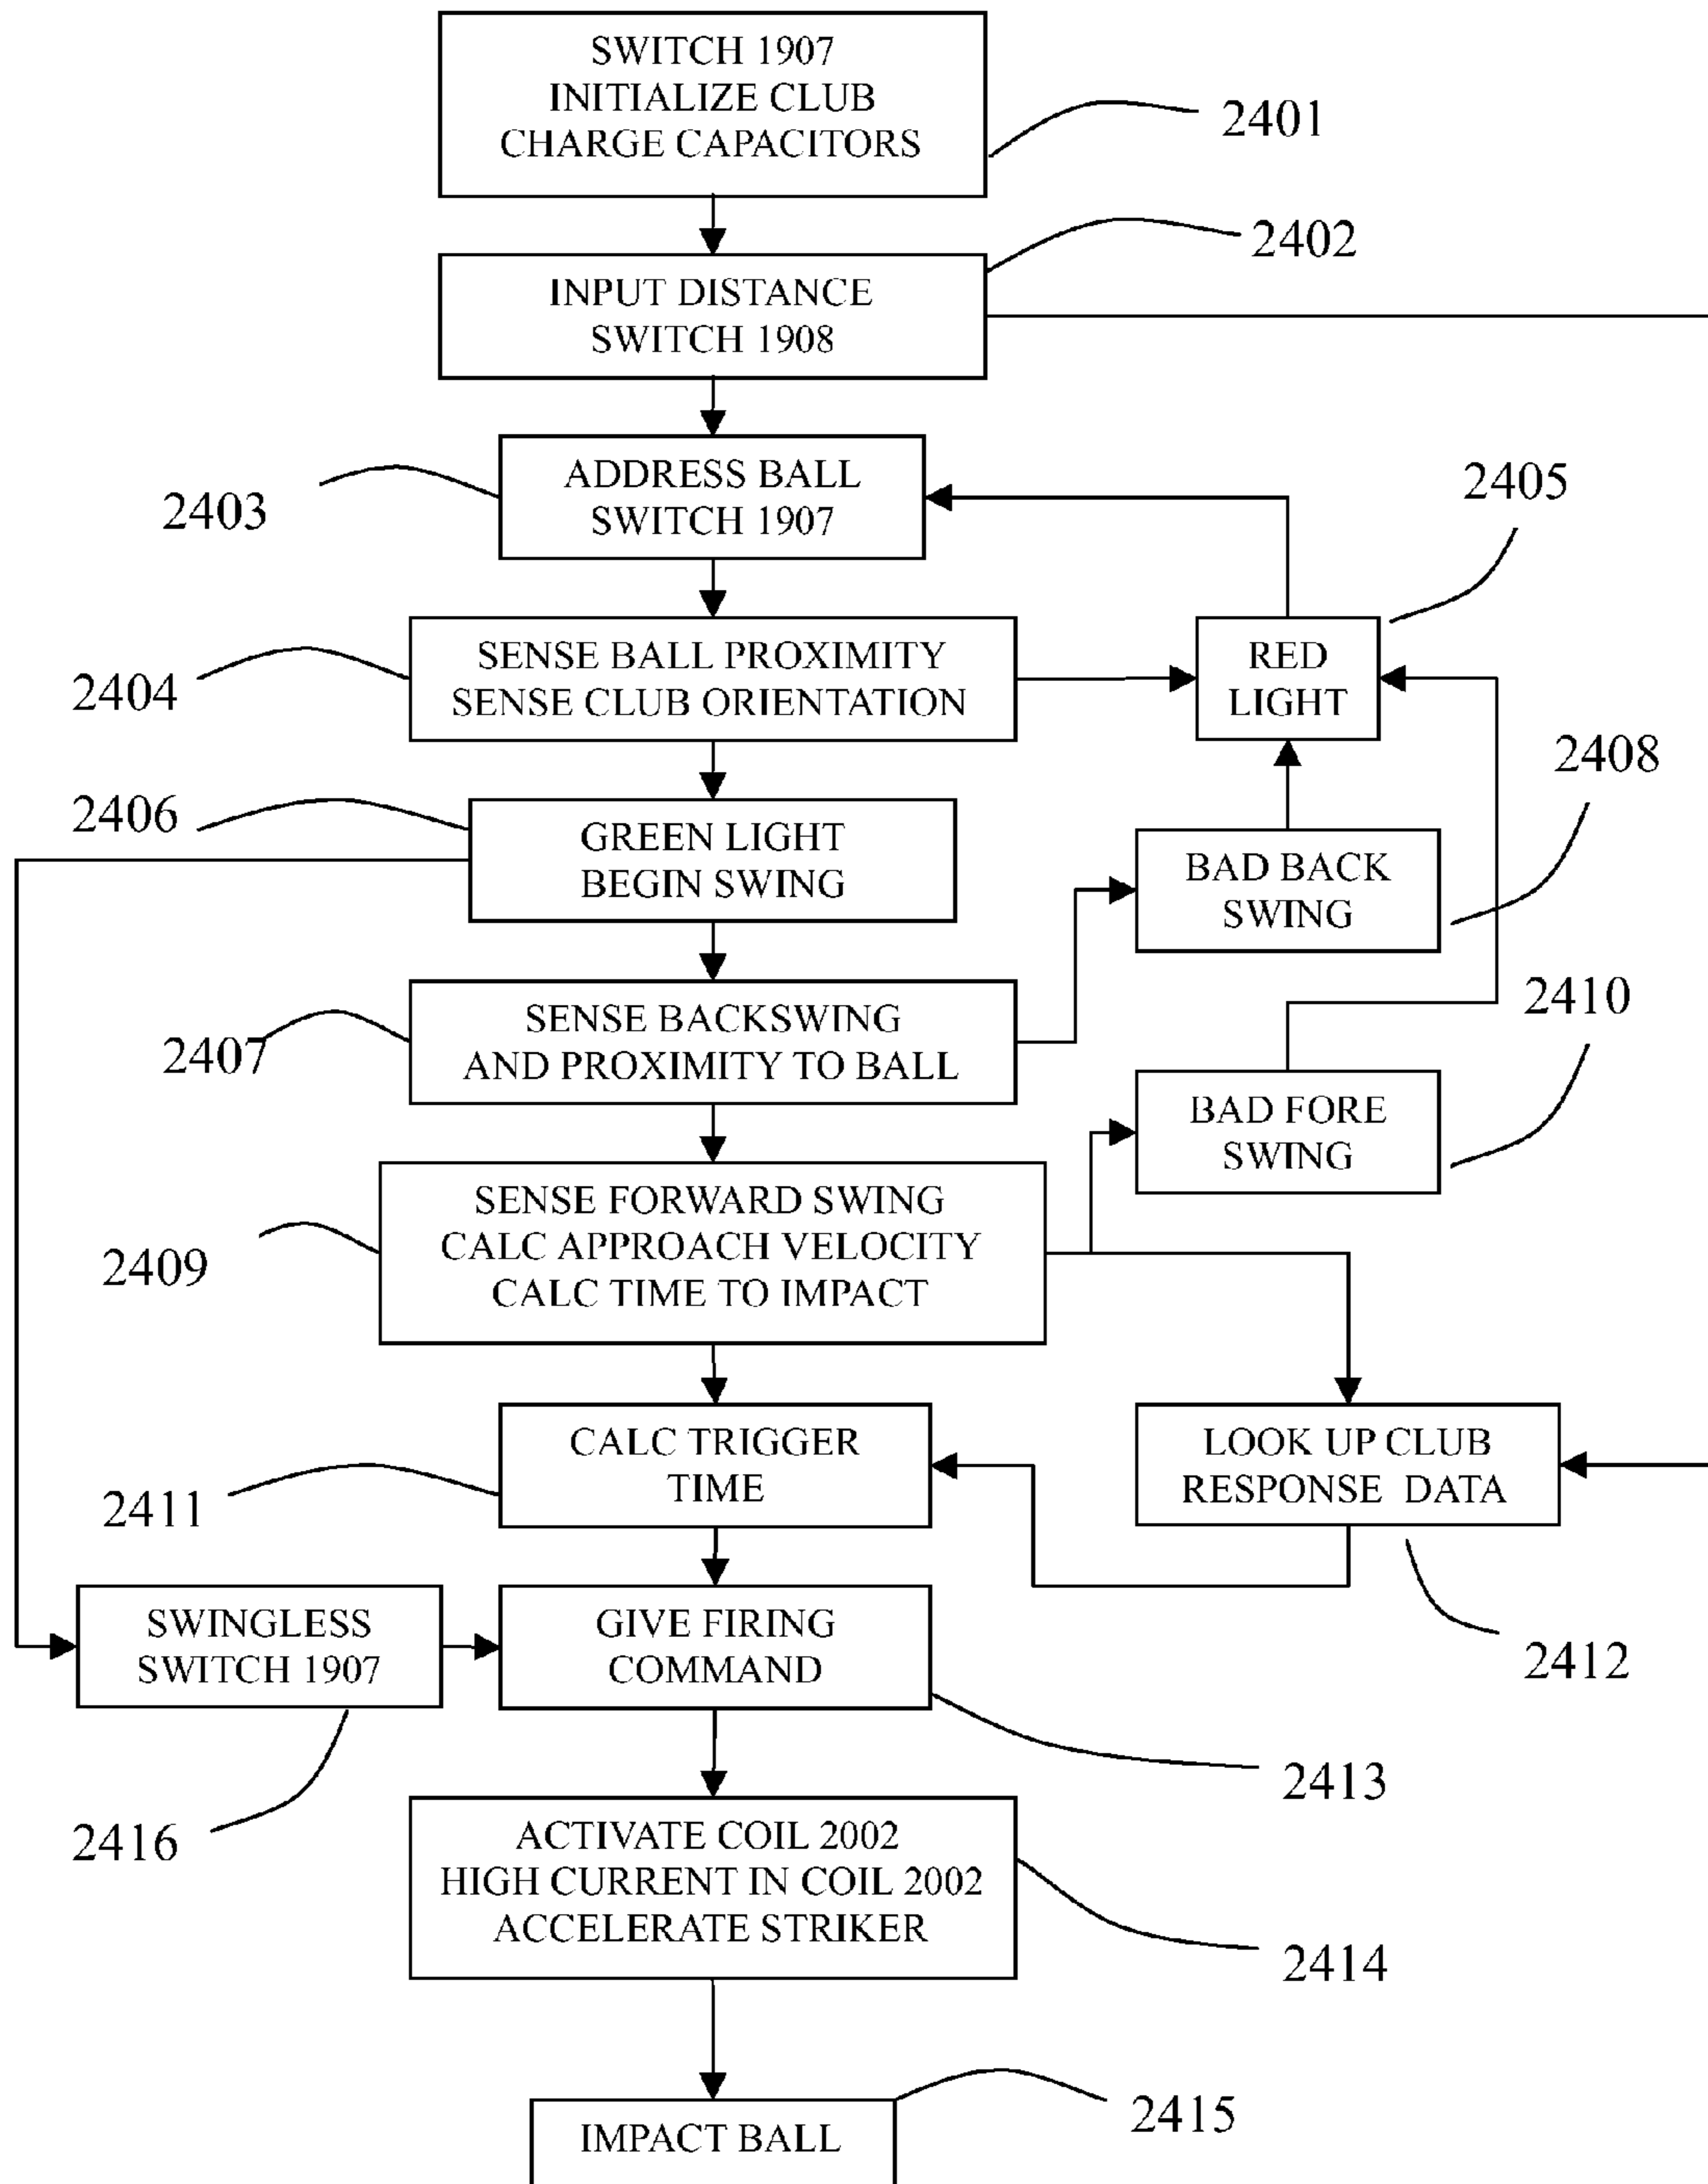 SWITCH 1907
INITIALIZE CLUB
CHARGE CAPACITORS
2401
2402
INPUT DISTANCE
SWITCH 1908
ADDRESS BALL
SWITCH 1907
2403
2405
SENSE BALL PROXIMITY
SENSE CLUB ORIENTATION
2404
RED
LIGHT
2406
GREEN LIGHT
BEGIN SWING
2408
BAD BACK
SWING
2407
SENSE BACKSWING
AND PROXIMITY TO BALL
2410
BAD FORE
SWING
SENSE FORWARD SWING
CALC APPROACH VELOCITY
CALC TIME TO IMPACT
2409
CALC TRIGGER
TIME
2411
LOOK UP CLUB
RESPONSE DATA
2412
SWINGLESS
SWITCH 1907
2416
GIVE FIRING
COMMAND
2413
ACTIVATE COIL 2002
HIGH CURRENT IN COIL 2002
ACCELERATE STRIKER
2414
2415
IMPACT BALL